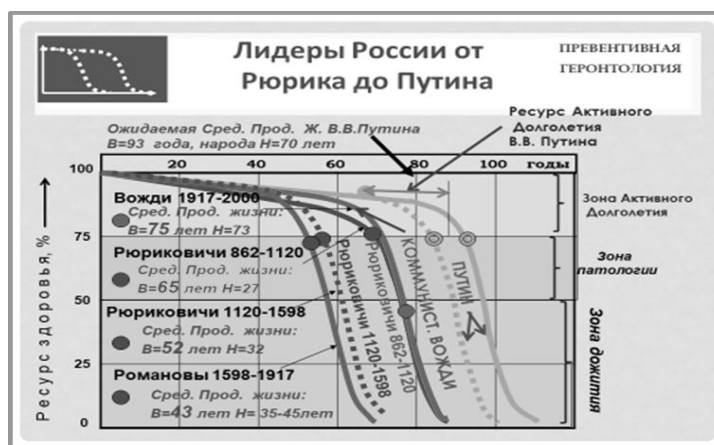 Лидеры России от
Рюрика до Путина
ПРЕВЕНТИВНАЯ
ГЕРОНТОЛОГИЯ
Ожидаемая Сред. Прод. Ж. В.В.Путина
В=93 года, народа Н=70 лет
Ресурс Активного
Долголетия
В.В. Путина
100
20
40
60
80
100
годы
Вожди 1917-2000
Сред. Прод. жизни:
В=75 лет Н=73
75
Рюриковичи 862-1120
Сред. Прод. жизни:
В=65 лет Н=27
50
Рюриковичи 1120-1598
Сред. Прод. жизни:
В=52 лет Н=32
25
Романовы 1598-1917
Сред. Прод. жизни:
В=43 лет Н= 35-45лет
0
Ресурс здоровья, %
Рюриковичи 1120-1598
Рюриковичи 862-1120
КОММУНИСТ. ВОЖДИ
ПУТИН
Зона Активного
Долголетия
Зона
патологии
Зона дожития